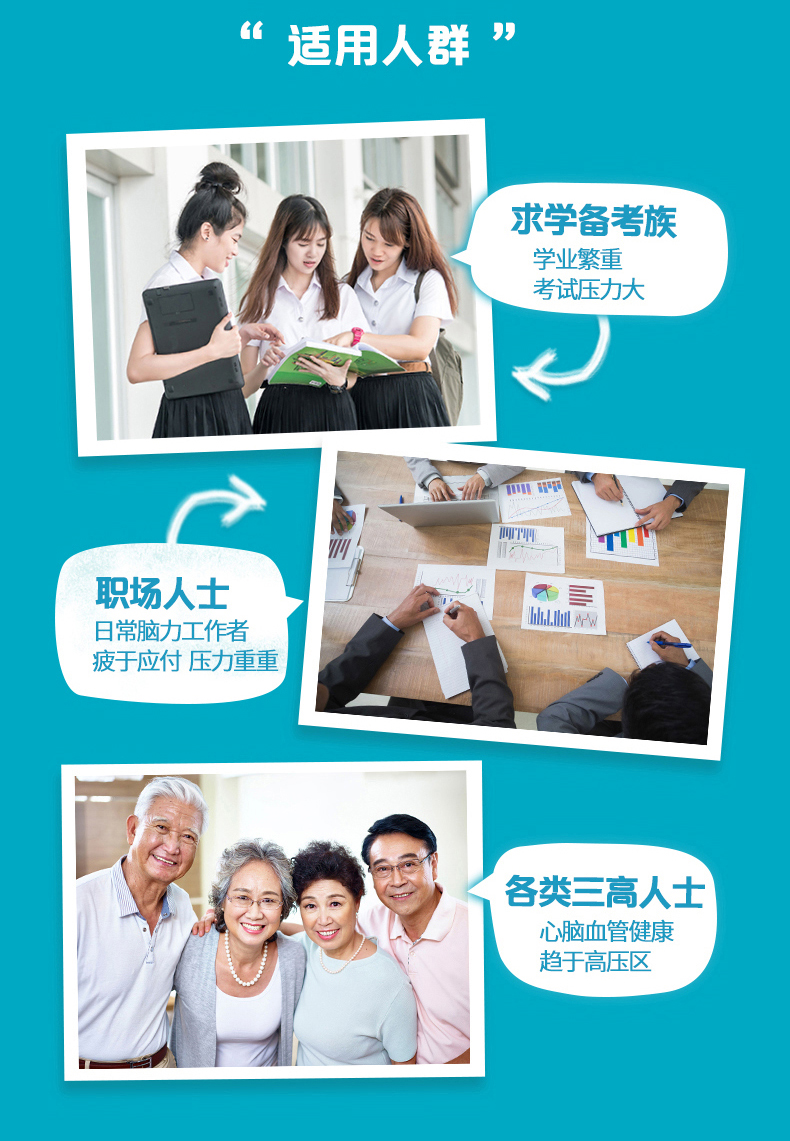 “ 适用人群 ”
求学备考族
学业繁重
考试压力大
职场人士
日常脑力工作者
疲于应付 压力重重
各类三高人士
心脑血管健康
趋于高压区